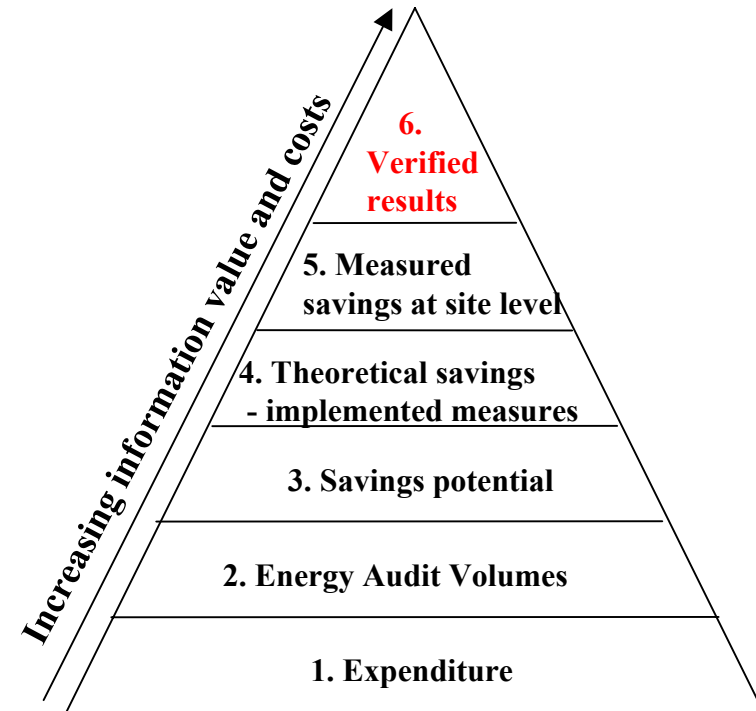 Increasing information value and costs
6.
Verified
results
5. Measured
savings at site level
4. Theoretical savings
- implemented measures
3. Savings potential
2. Energy Audit Volumes
1. Expenditure